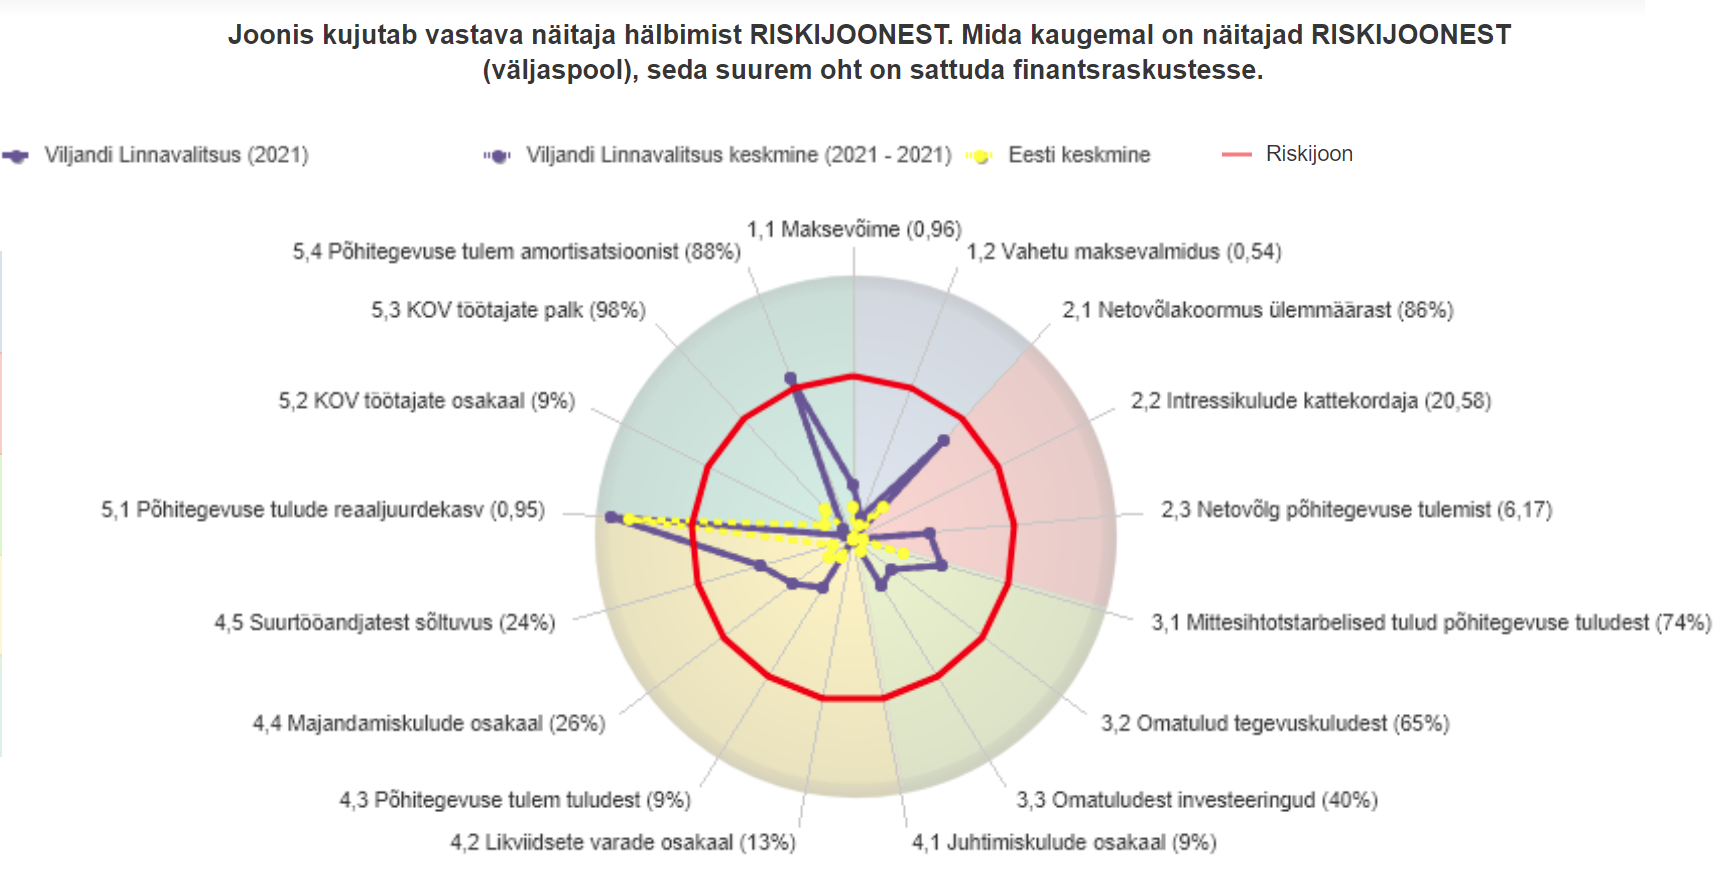 Joonis kujutab vastava näitaja hälbimist RISKIJOONEST. Mida kaugemal on näitajad RISKIJOONEST
(väljaspool), seda suurem oht on sattuda finantsraskustesse.
Viljandi Linnavalitsus (2021)
Viljandi Linnavalitsus keskmine (2021 - 2021)
Eesti keskmine
Riskijoon
1,1 Maksevõime (0,96)
1,2 Vahetu maksevalmidus (0,54)
2,1 Netovõlakoormus ülemmäärast (86%)
2,2 Intressikulude kattekordaja (20,58)
2,3 Netovõlg põhitegevuse tulemist (6,17)
3,1 Mittesihtotstarbelised tulud põhitegevuse tuludest (74%)
3,2 Omatulud tegevuskuludest (65%)
3,3 Omatuludest investeeringud (40%)
4,1 Juhtimiskulude osakaal (9%)
4,2 Likviidsete varade osakaal (13%)
4,3 Põhitegevuse tulem tuludest (9%)
4,4 Majandamiskulude osakaal (26%)
4,5 Suurtööandjatest sõltuvus (24%)
5,1 Põhitegevuse tulude reaaljuurdekasv (0,95)
5,2 KOV töötajate osakaal (9%)
5,3 KOV töötajate palk (98%)
5,4 Põhitegevuse tulem amortisatsioonist (88%)